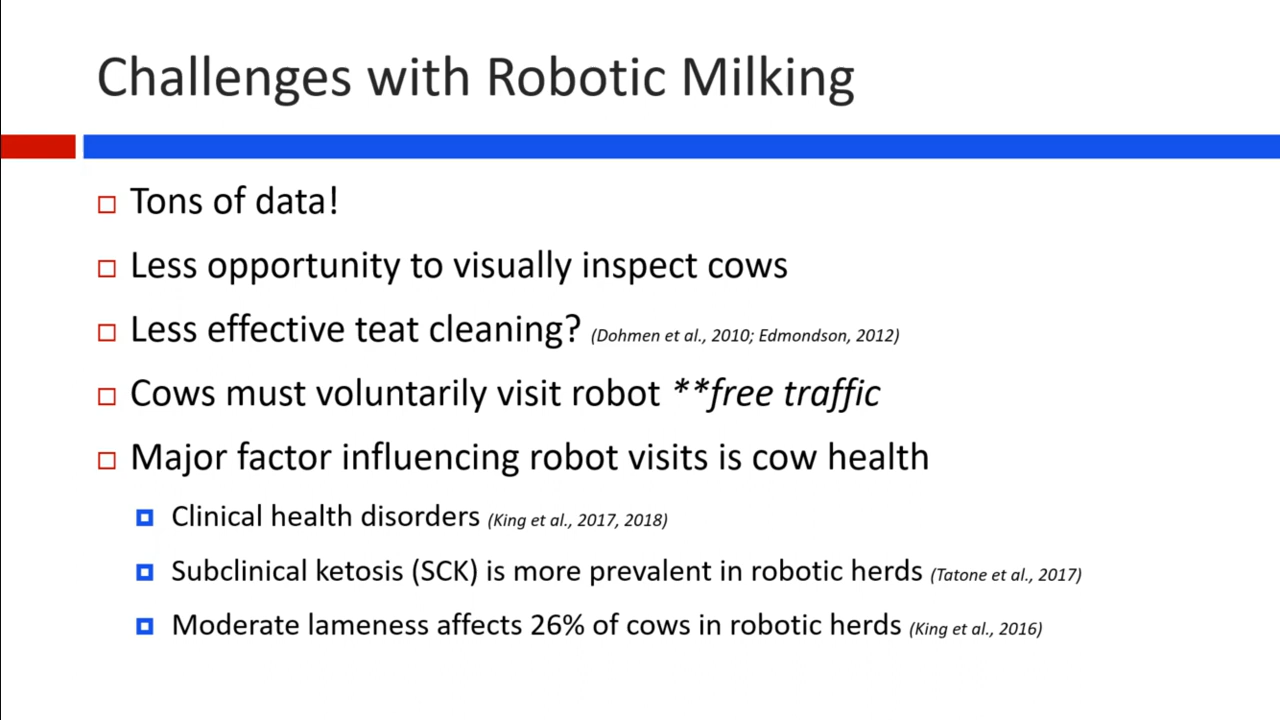 Challenges with Robotic Milking
Tons of data!
Less opportunity to visually inspect cows
Less effective teat cleaning? (Dohmen et al., 2010; Edmondson, 2012)
Cows must voluntarily visit robot **free traffic
Major factor influencing robot visits is cow health
Clinical health disorders (King et al., 2017, 2018)
Subclinical ketosis (SCK) is more prevalent in robotic herds (Tatone et al., 2017)
Moderate lameness affects 26% of cows in robotic herds (King et al., 2016)